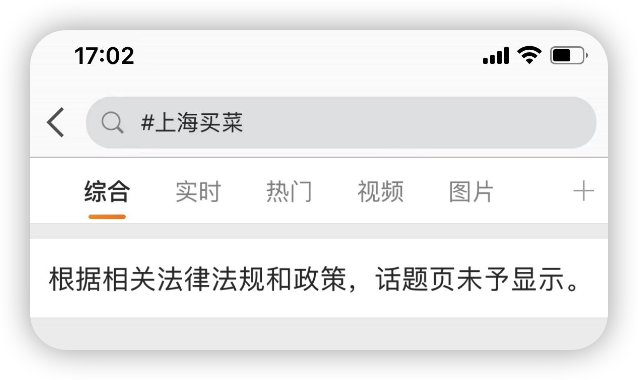 17:02
#上海买菜
综合 实时 热门 视频 图片
根据相关法律法规和政策，话题页未予显示。